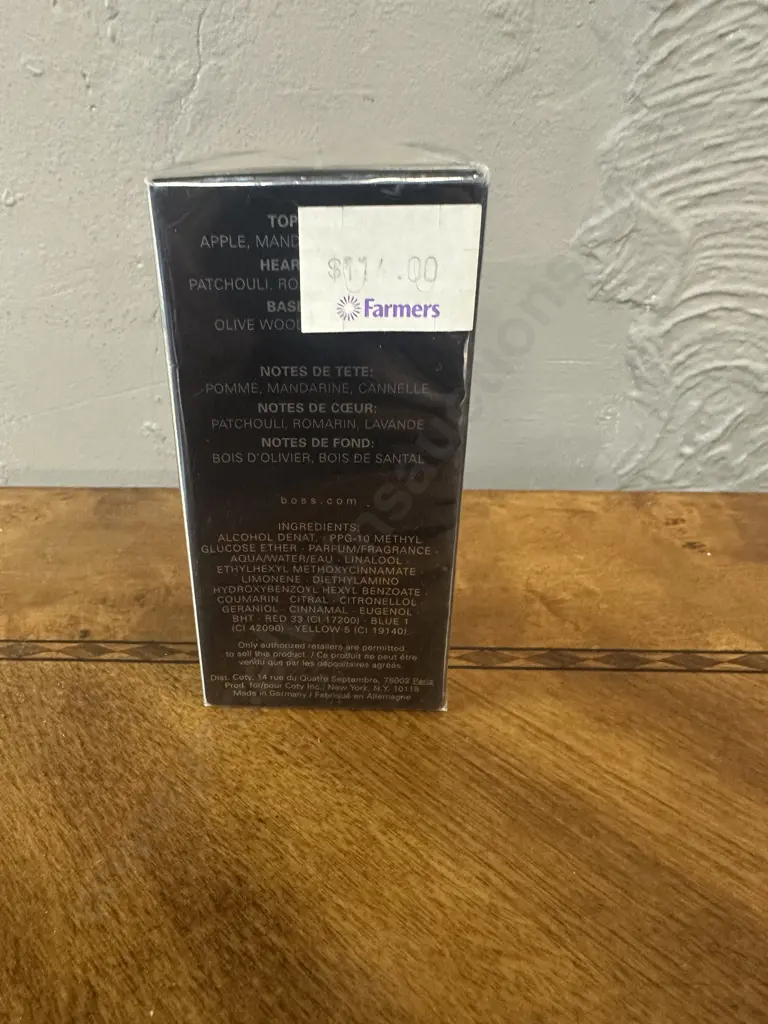 TOP
APPLE, MAND
$114.00
HEAR
PATCHOULI, RO
Farmers
BASE
OLIVE WOOD
NOTES DE TÊTE:
POMME, MANDARINE, CANNELLE
NOTES DE CŒUR:
PATCHOULI, ROMARIN, LAVANDE
NOTES DE FOND:
BOIS D'OLIVIER, BOIS DE SANTAL
boss.com
INGREDIENTS:
ALCOHOL DENAT. · PPG-10 METHYL
GLUCOSE ETHER · PARFUM/FRAGRANCE ·
AQUA/WATER/EAU · LINALOOL ·
ETHYLHEXYL METHOXYCINNAMATE ·
LIMONENE · DIETHYLAMINO
HYDROXYBENZOYL HEXYL BENZOATE ·
COUMARIN · CITRAL · CITRONELLOL ·
GERANIOL · CINNAMAL · EUGENOL ·
BHT · RED 33 (CI 17200) · BLUE 1
(CI 42090) · YELLOW 5 (CI 19140).
Only authorized retailers are permitted
to sell this product. / Ce produit ne peut être
vendu que par les dépositaires agréés.
Dist. Coty, 14 rue du Quatre Septembre, 75002 Paris
Prod. for/pour Coty Inc., New York, N.Y. 10118
Made in Germany / Fabriqué en Allemagne